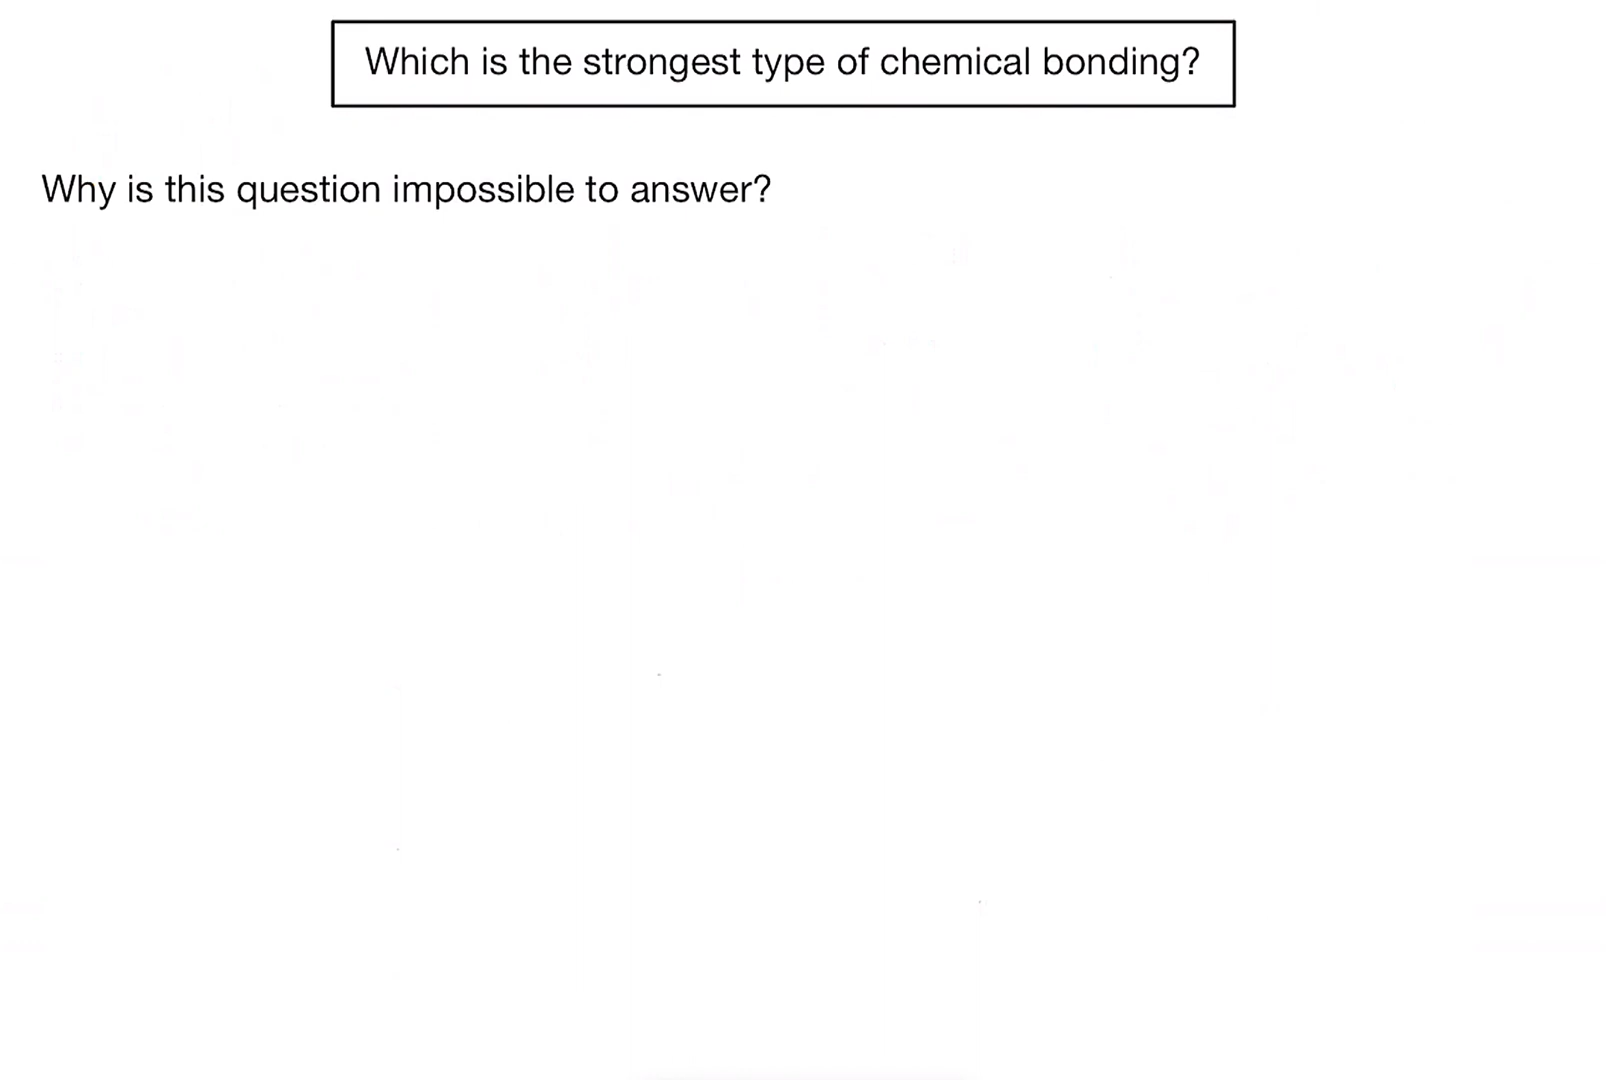 Which is the strongest type of chemical bonding?
Why is this question impossible to answer?